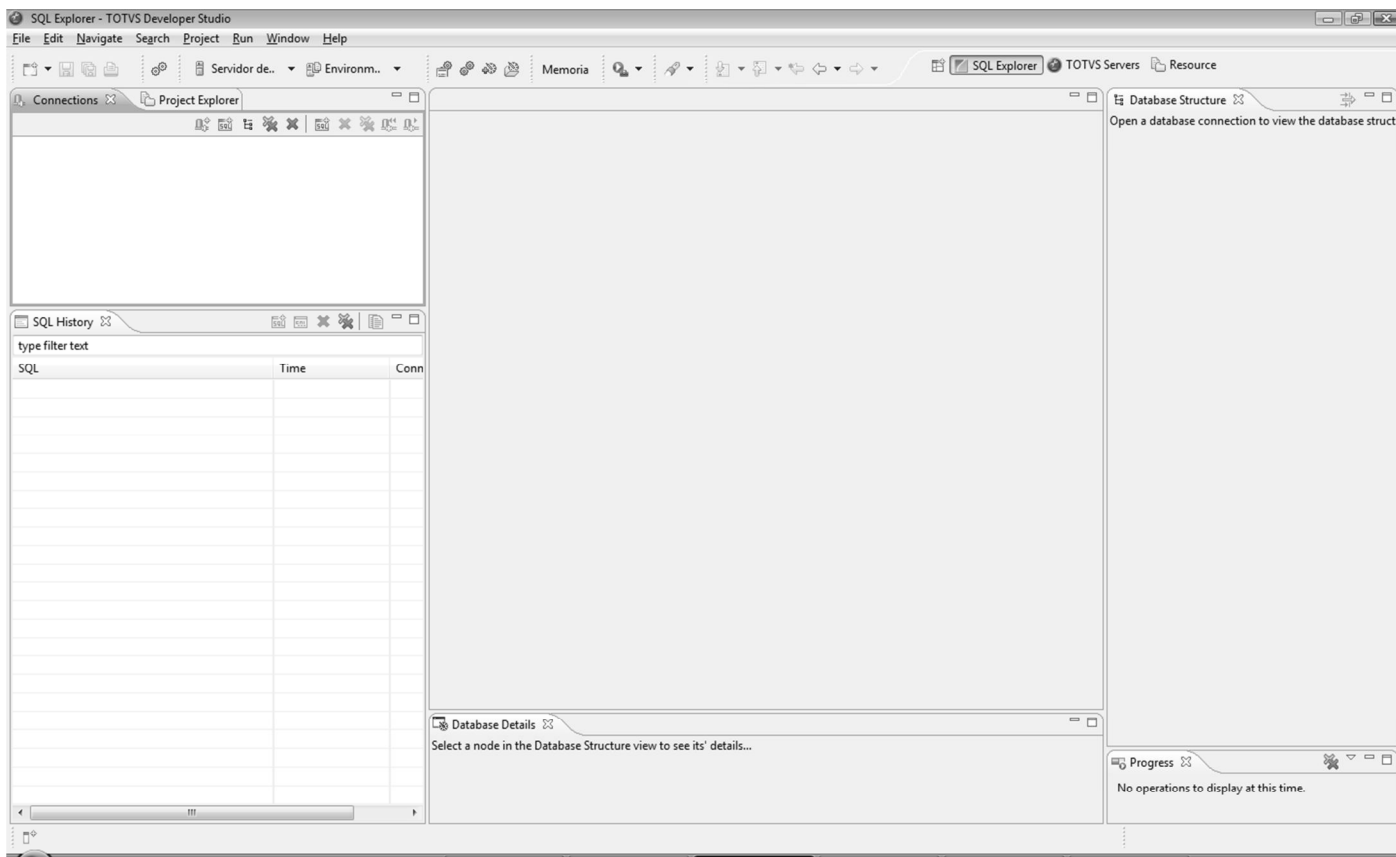 SQL Explorer - TOTVS Developer Studio
File Edit Navigate Search Project Run Window Help
Servidor de.. Environm.. Memoria SQL Explorer TOTVS Servers Resource
Connections Project Explorer
Database Structure
Open a database connection to view the database struct
SQL History
type filter text
SQL Time Conn
Database Details
Select a node in the Database Structure view to see its' details...
Progress
No operations to display at this time.